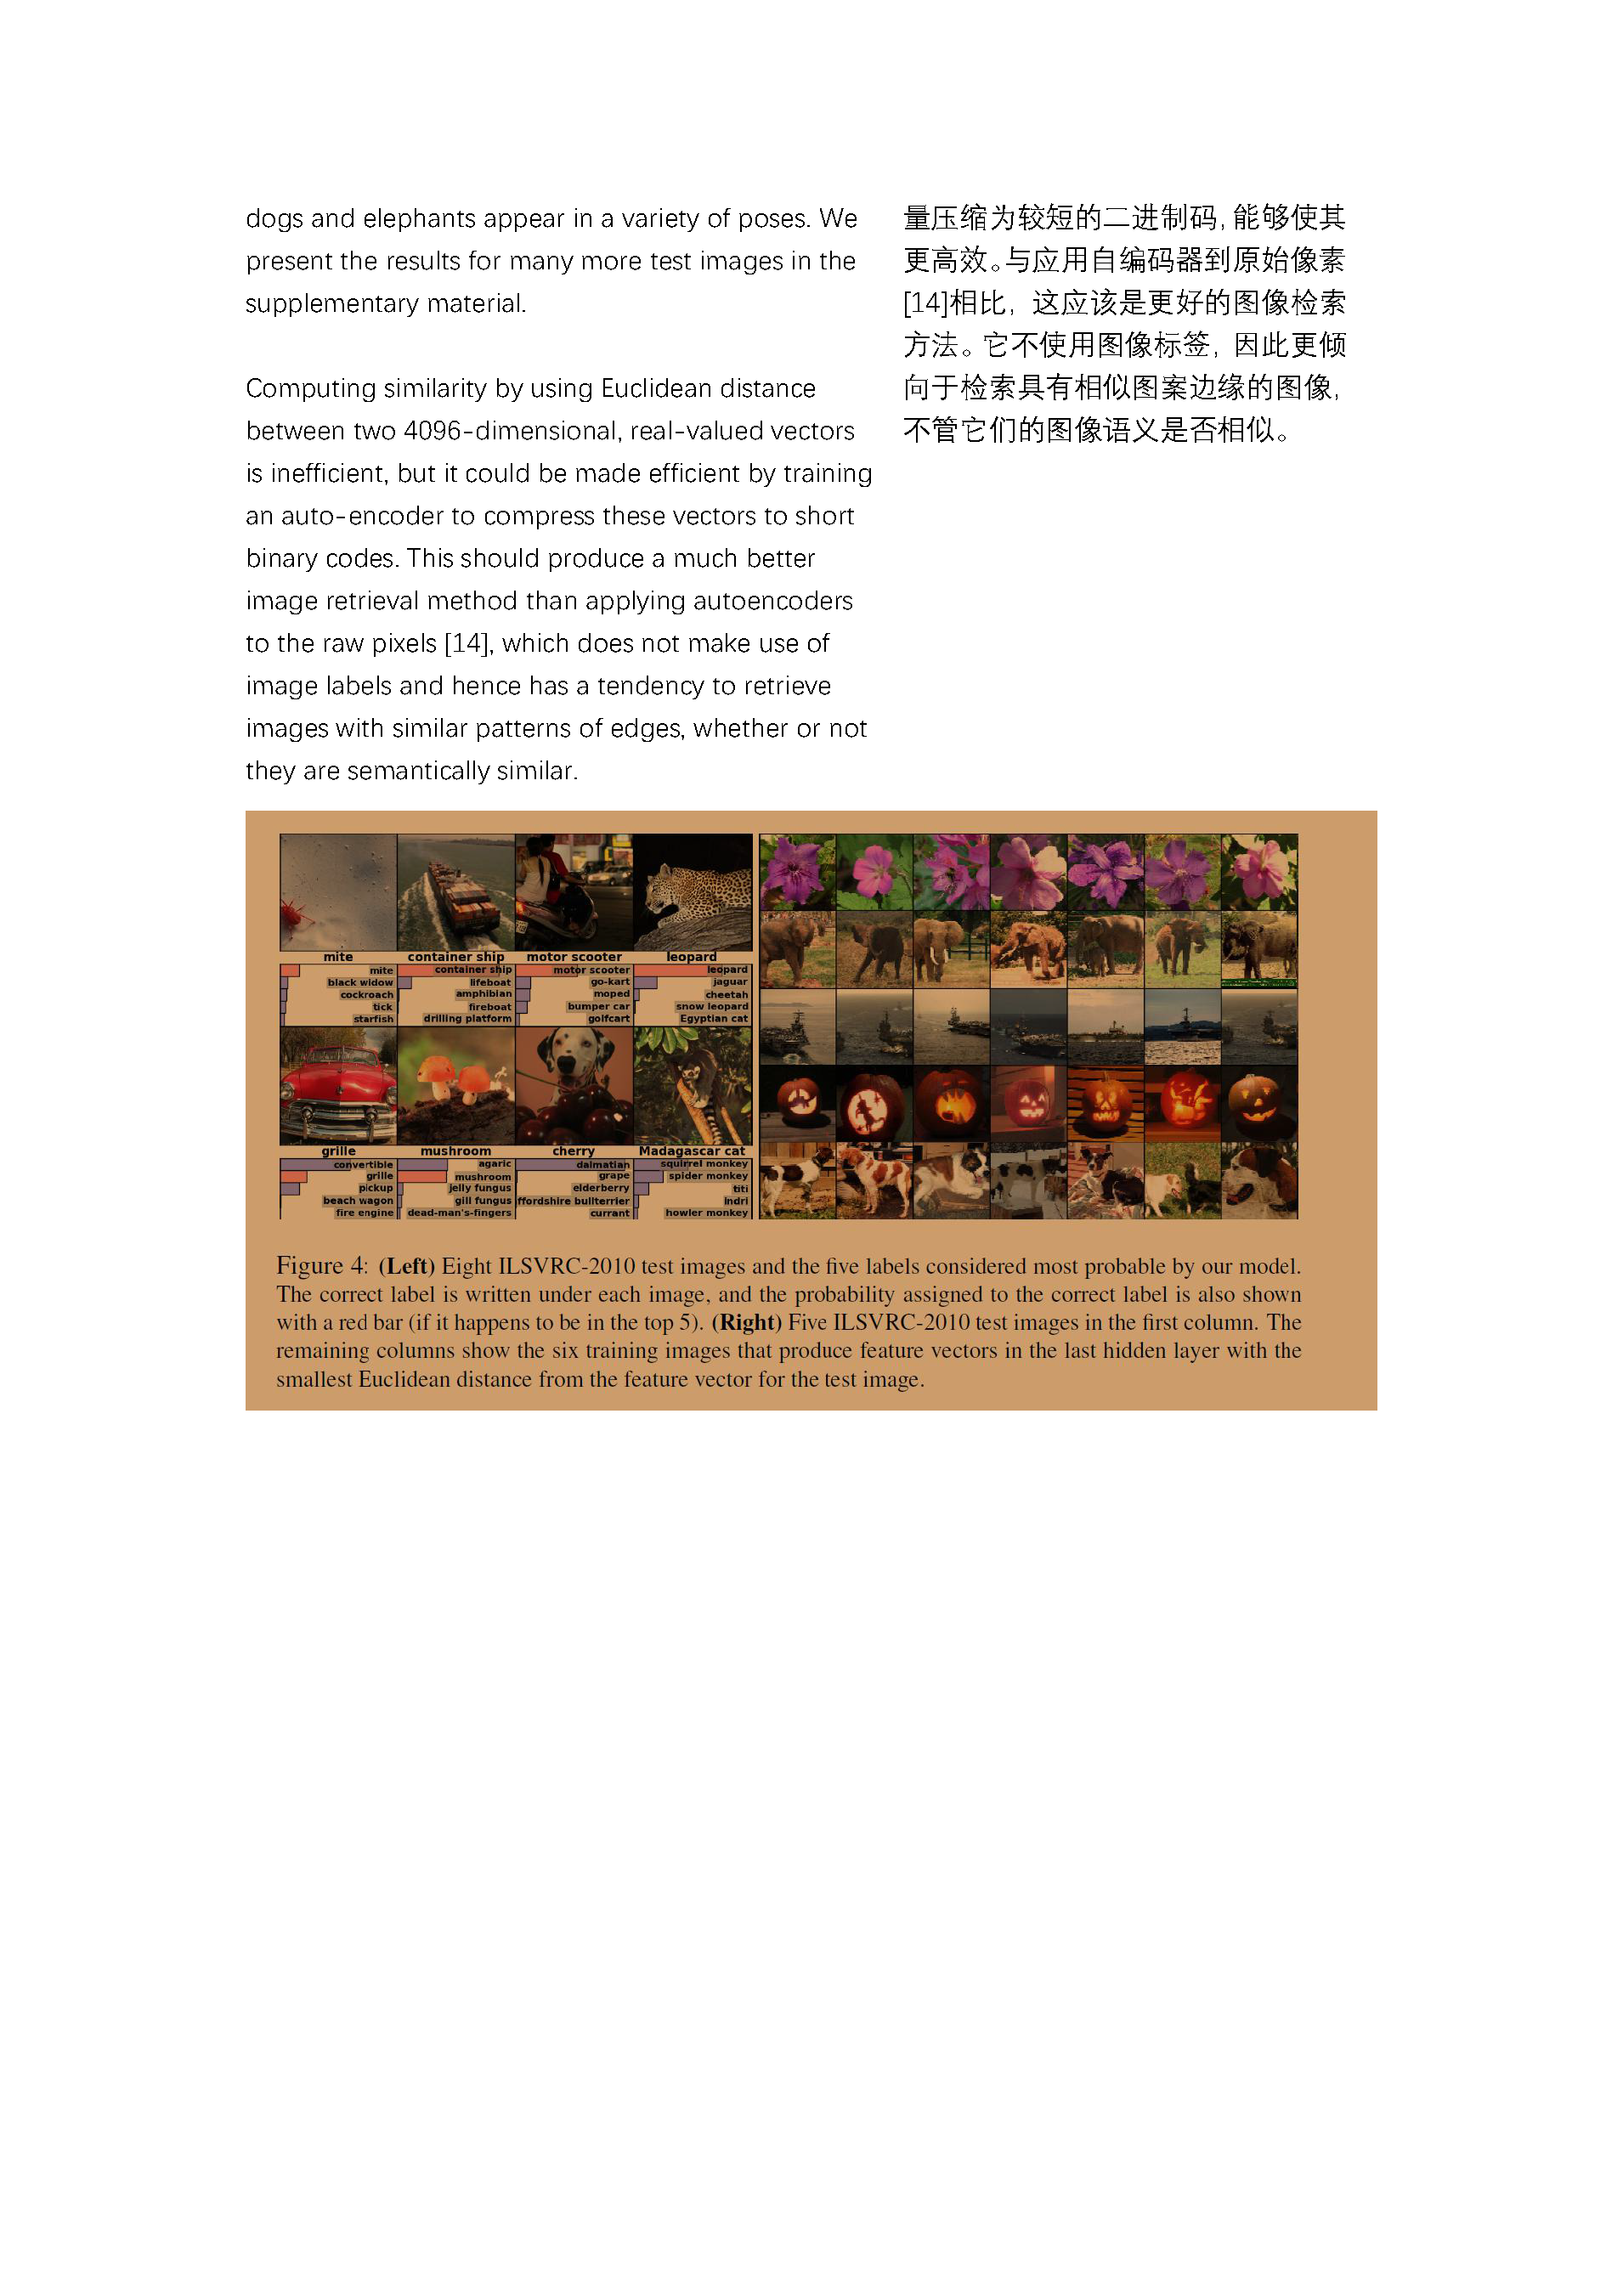 dogs and elephants appear in a variety of poses. We
present the results for many more test images in the
supplementary material.
Computing similarity by using Euclidean distance
between two 4096-dimensional, real-valued vectors
is inefficient, but it could be made efficient by training
an auto-encoder to compress these vectors to short
binary codes. This should produce a much better
image retrieval method than applying autoencoders
to the raw pixels [14], which does not make use of
image labels and hence has a tendency to retrieve
images with similar patterns of edges, whether or not
they are semantically similar.
量压缩为较短的二进制码, 能够使其
更高效。与应用自编码器到原始像素
[14]相比, 这应该是更好的图像检索
方法。它不使用图像标签, 因此更倾
向于检索具有相似图案边缘的图像,
不管它们的图像语义是否相似。
mite container ship motor scooter leopard
mite container ship motor scooter leopard
black widow lifeboat go-kart jaguar
cockroach amphibian moped cheetah
tick fireboat bumper car snow leopard
starfish drilling platform golfcart Egyptian cat
grille mushroom cherry Madagascar cat
convertible agaric dalmatian squirrel monkey
grille mushroom grape spider monkey
pickup jelly fungus elderberry titi
beach wagon gill fungus ffordshire bullterrier indri
fire engine dead-man's-fingers currant howler monkey
Figure 4: (Left) Eight ILSVRC-2010 test images and the five labels considered most probable by our model.
The correct label is written under each image, and the probability assigned to the correct label is also shown
with a red bar (if it happens to be in the top 5). (Right) Five ILSVRC-2010 test images in the first column. The
remaining columns show the six training images that produce feature vectors in the last hidden layer with the
smallest Euclidean distance from the feature vector for the test image.